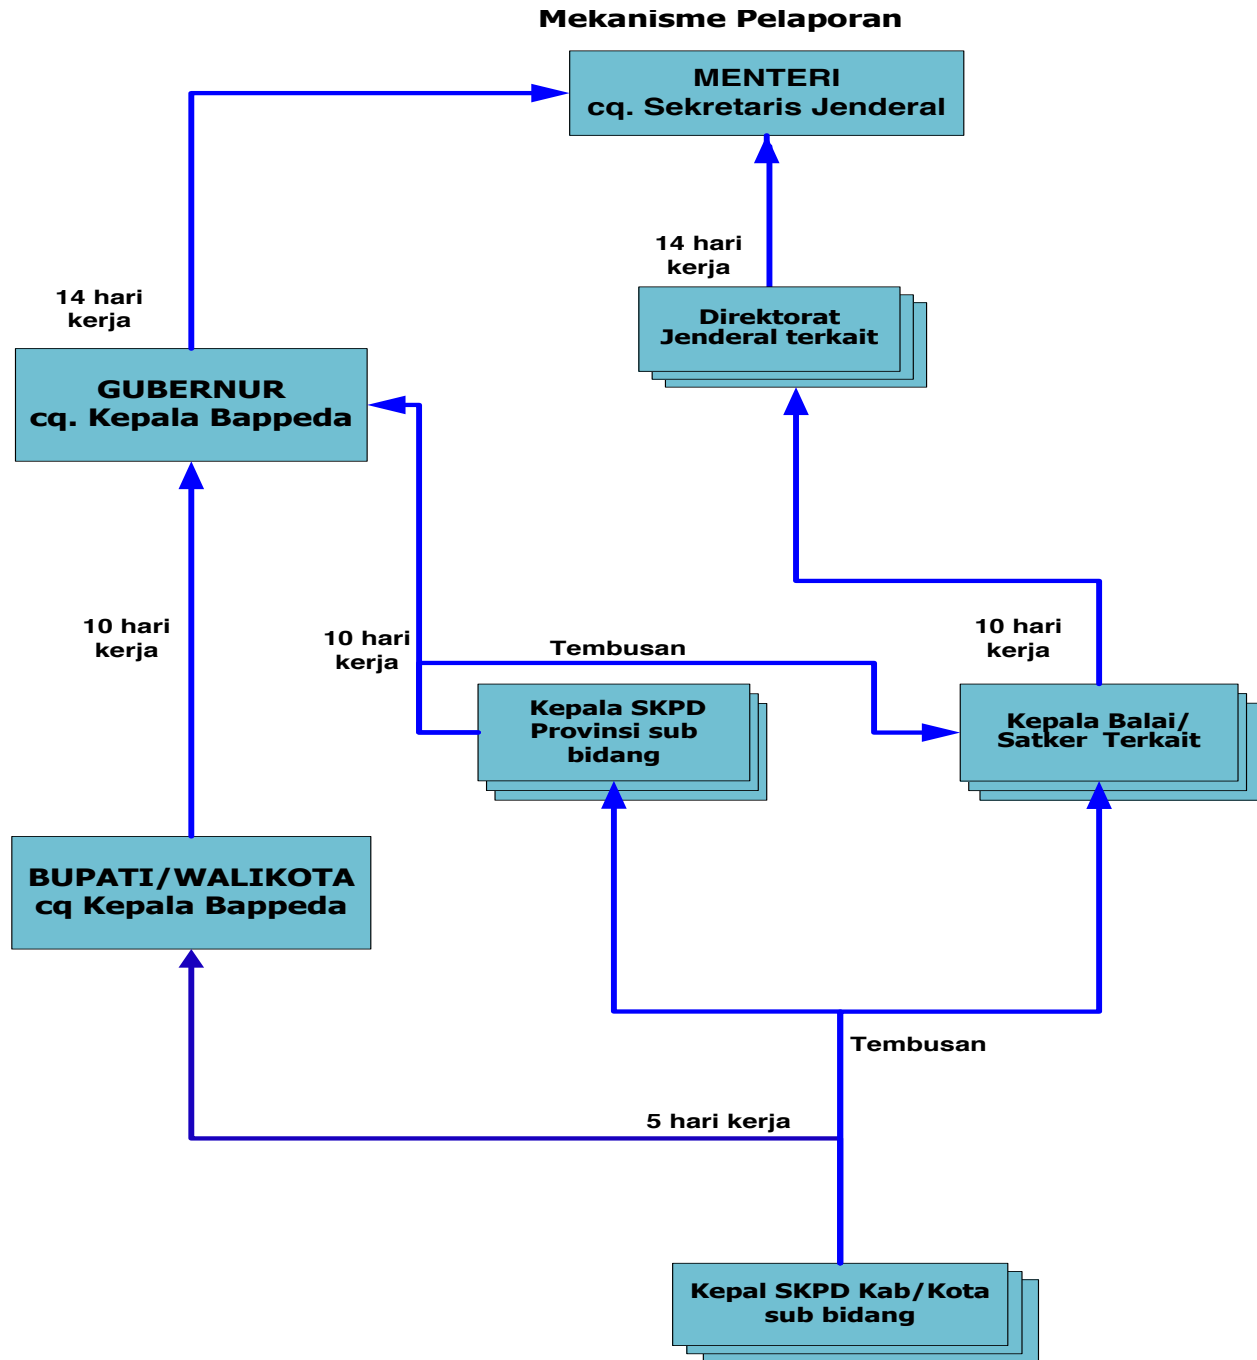 Mekanisme Pelaporan
MENTERI
cq. Sekretaris Jenderal
14 hari
kerja
14 hari
kerja
Direktorat
Jenderal terkait
GUBERNUR
cq. Kepala Bappeda
10 hari
kerja
10 hari
kerja
Tembusan
10 hari
kerja
Kepala SKPD
Provinsi sub
bidang
Kepala Balai/
Satker Terkait
BUPATI/WALIKOTA
cq Kepala Bappeda
Tembusan
5 hari kerja
Kepal SKPD Kab/Kota
sub bidang